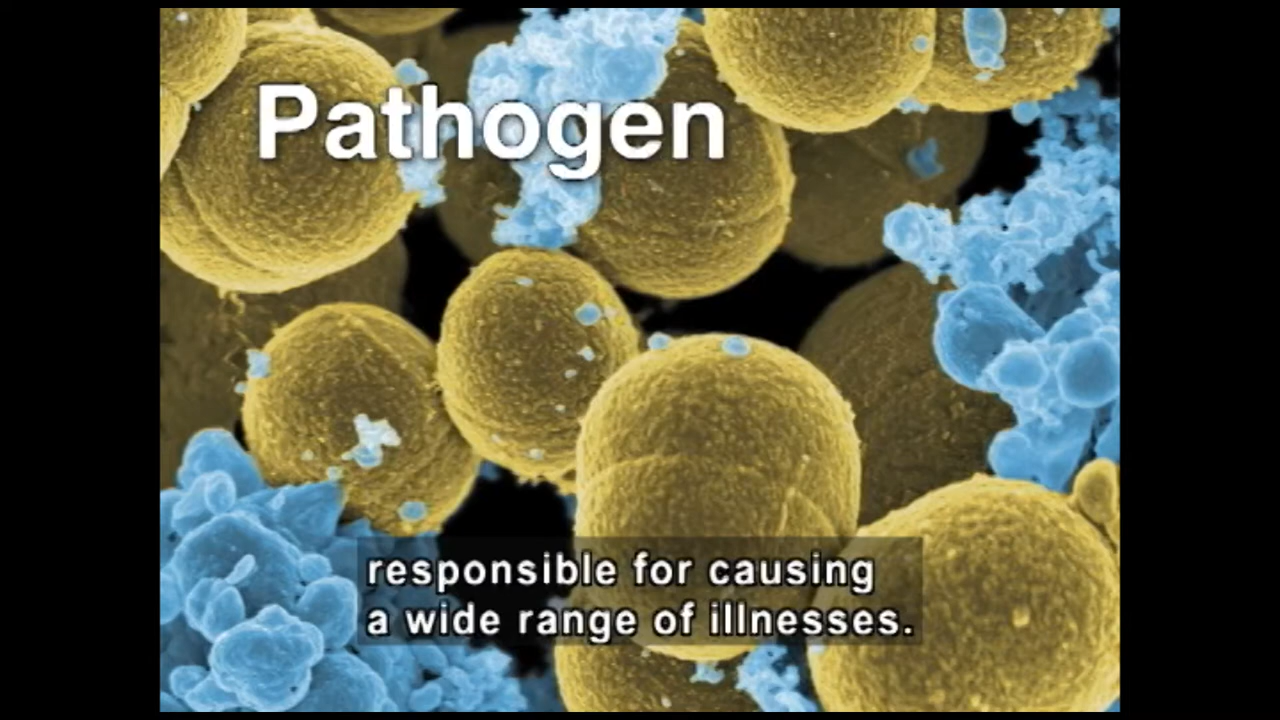 Pathogen
responsible for causing
a wide range of illnesses.